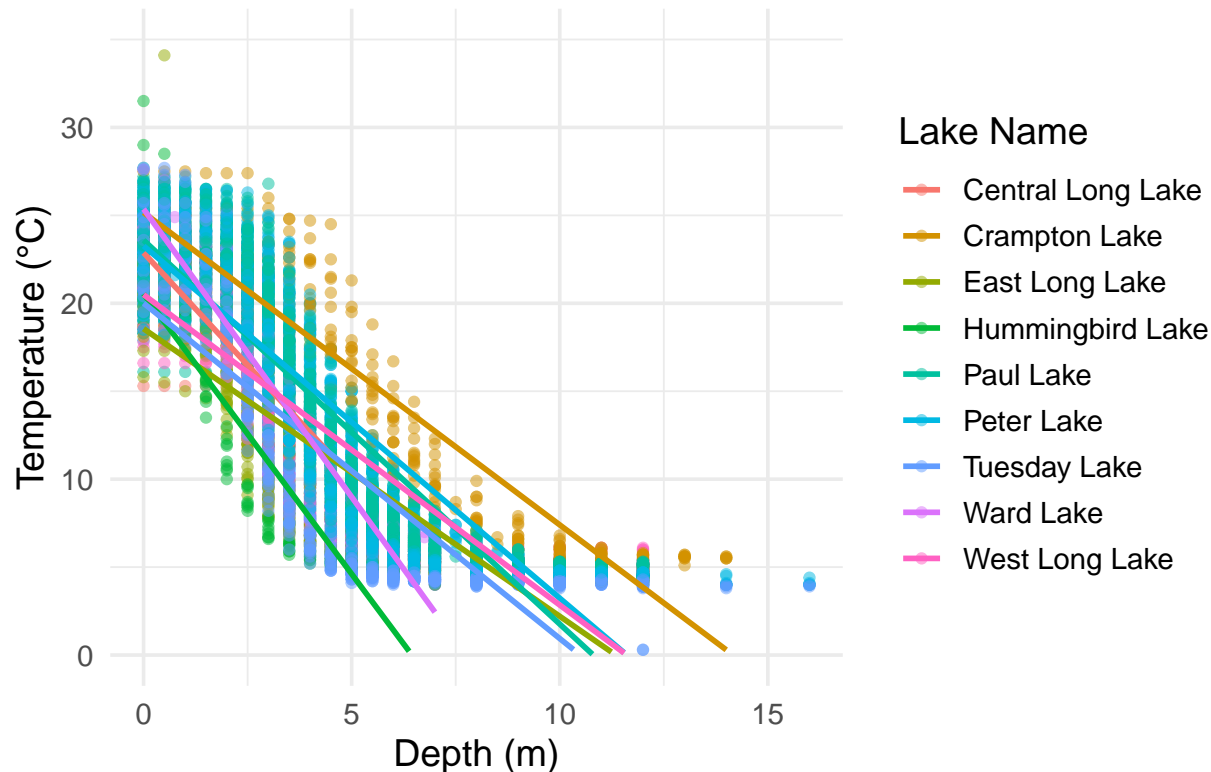 30
20
10
0
0
5
10
15
Temperature (°C)
Depth (m)
Lake Name
Central Long Lake
Crampton Lake
East Long Lake
Hummingbird Lake
Paul Lake
Peter Lake
Tuesday Lake
Ward Lake
West Long Lake